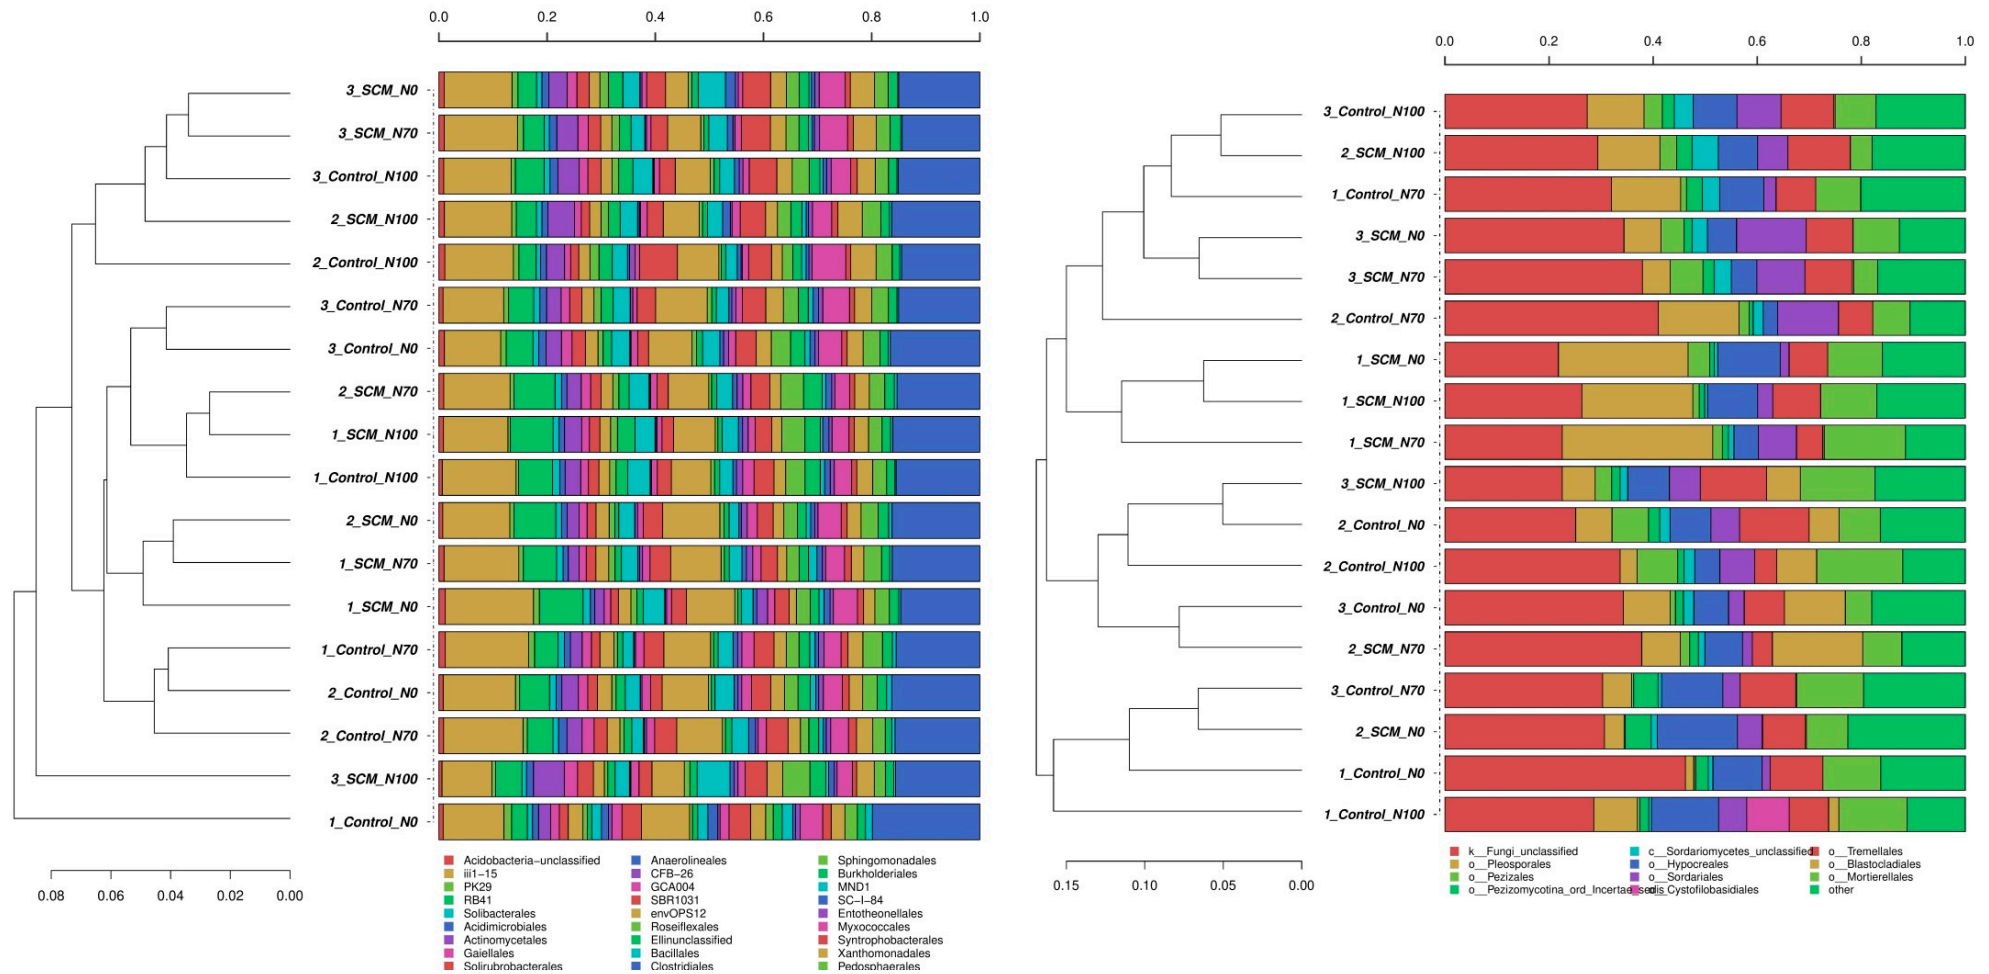 0.0 0.2 0.4 0.6 0.8 1.0
3_SCM_N0
3_SCM_N70
3_Control_N100
2_SCM_N100
2_Control_N100
3_Control_N70
3_Control_N0
2_SCM_N70
1_SCM_N100
1_Control_N100
2_SCM_N0
1_SCM_N70
1_SCM_N0
1_Control_N70
2_Control_N0
2_Control_N70
3_SCM_N100
1_Control_N0
0.08 0.06 0.04 0.02 0.00
Acidobacteria-unclassified
iii1-15
PK29
RB41
Solibacterales
Acidimicrobiales
Actinomycetales
Gaiellales
Solirubrobacterales
Anaerolineales
CFB-26
GCA004
SBR1031
envOPS12
Roseiflexales
Ellinunclassified
Bacillales
Clostridiales
Sphingomonadales
Burkholderiales
MND1
SC-I-84
Entotheonellales
Myxococcales
Syntrophobacterales
Xanthomonadales
Pedosphaerales
0.0 0.2 0.4 0.6 0.8 1.0
3_Control_N100
2_SCM_N100
1_Control_N70
3_SCM_N0
3_SCM_N70
2_Control_N70
1_SCM_N0
1_SCM_N100
1_SCM_N70
3_SCM_N100
2_Control_N0
2_Control_N100
3_Control_N0
2_SCM_N70
3_Control_N70
2_SCM_N0
1_Control_N0
1_Control_N100
0.15 0.10 0.05 0.00
k__Fungi_unclassified
o__Pleosporales
o__Pezizales
o__Pezizomycotina_ord_Incertae_sedis
c__Sordariomycetes_unclassified
o__Hypocreales
o__Sordariales
o__Cystofilobasidiales
o__Tremellales
o__Blastocladiales
o__Mortierellales
other